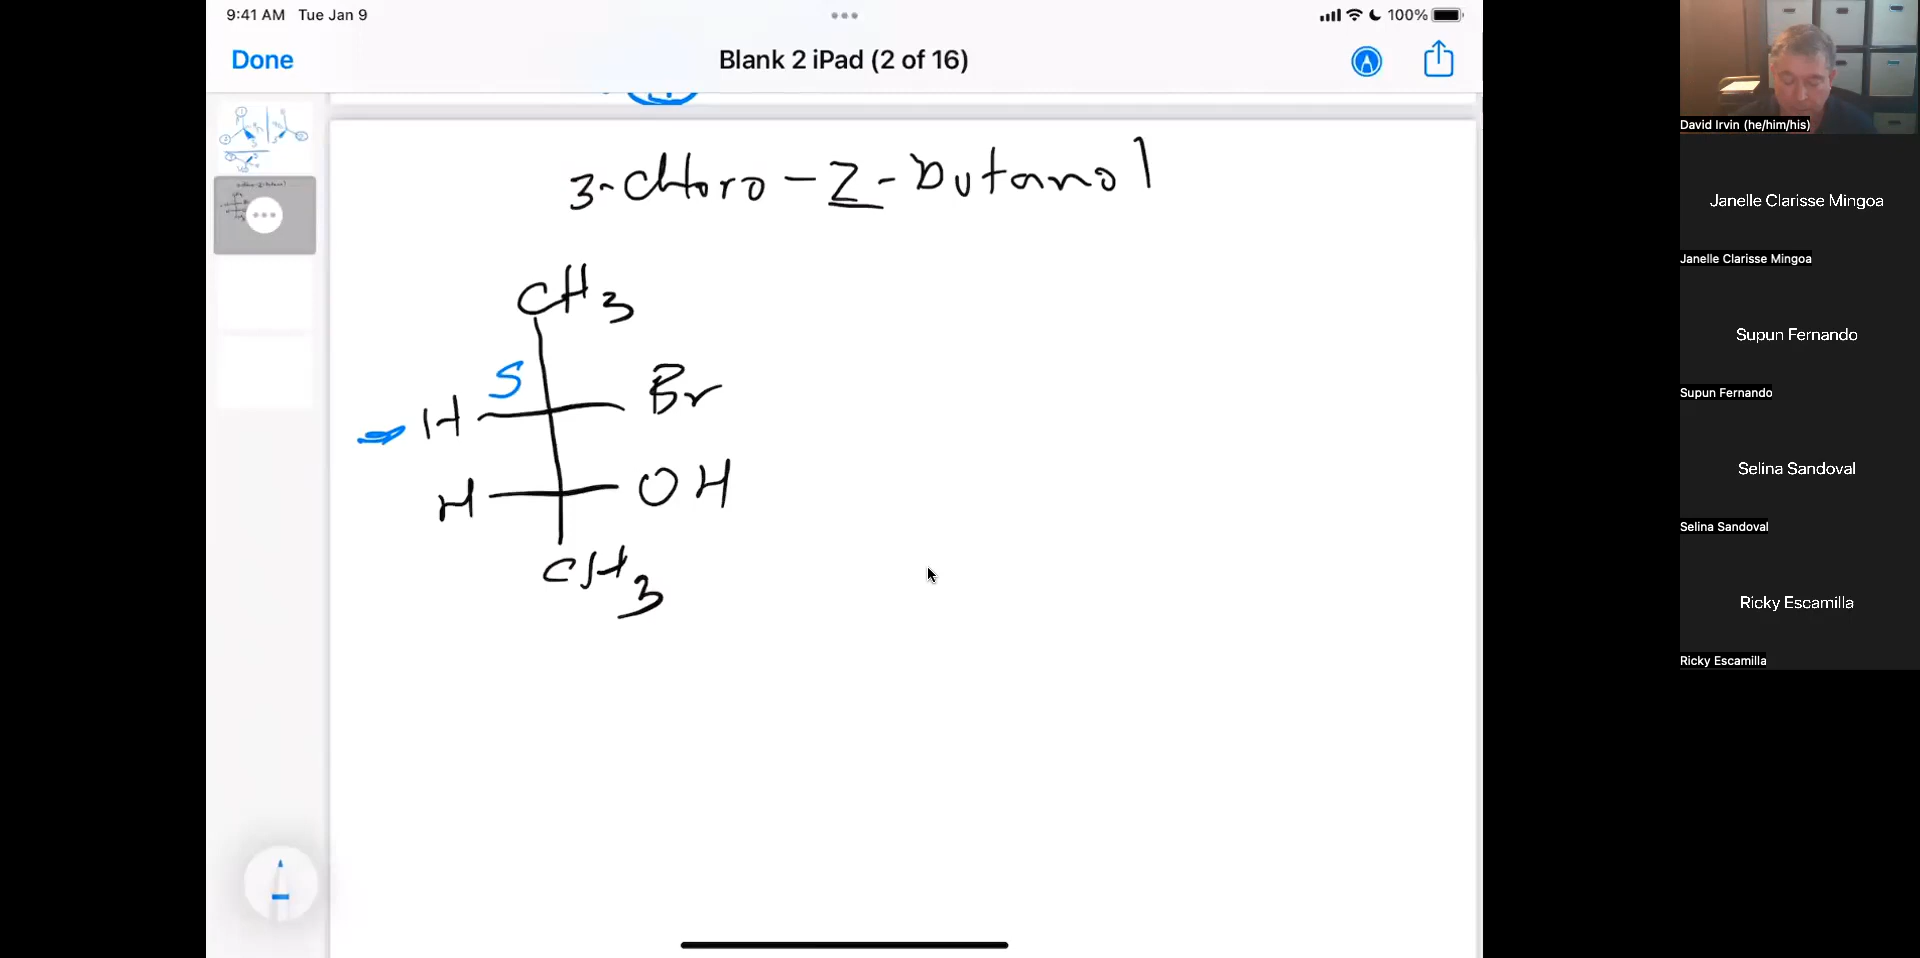 9:41 AM Tue Jan 9
100%
Done
Blank 2 iPad (2 of 16)
3-Chloro-2-butanol
CH3
S
H Br
H OH
CH3
David Irvin (he/him/his)
Janelle Clarisse Mingoa
Janelle Clarisse Mingoa
Supun Fernando
Supun Fernando
Selina Sandoval
Selina Sandoval
Ricky Escamilla
Ricky Escamilla